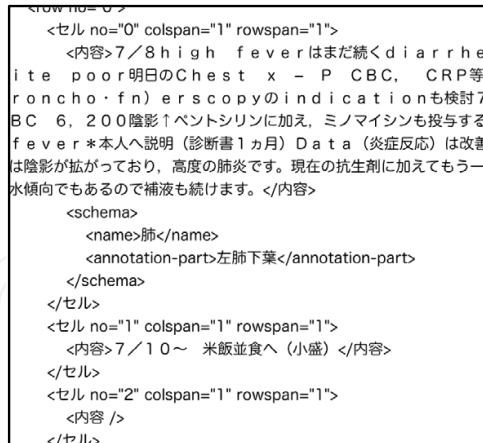 <row no="0">
<セル no="0" colspan="1" rowspan="1">
<内容>７／８ｈｉｇｈ　ｆｅｖｅｒはまだ続くｄｉａｒｒｈｅ
ｉｔｅ　ｐｏｏｒ明日のＣｈｅｓｔ　ｘ　−　Ｐ　ＣＢＣ，　ＣＲＰ等
ｒｏｎｃｈｏ・ｆｎ）ｅｒｓｃｏｐｙのｉｎｄｉｃａｔｉｏｎも検討７
ＢＣ　６，２００陰影↑ペントシリンに加え，ミノマイシンも投与する
ｆｅｖｅｒ＊本人へ説明（診断書１ヵ月）Ｄａｔａ（炎症反応）は改善
は陰影が拡がっており，高度の肺炎です。現在の抗生剤に加えてもう一
水傾向でもあるので補液も続けます。</内容>
<schema>
<name>肺</name>
<annotation-part>左肺下葉</annotation-part>
</schema>
</セル>
<セル no="1" colspan="1" rowspan="1">
<内容>７／１０〜　米飯並食へ（小盛）</内容>
</セル>
<セル no="2" colspan="1" rowspan="1">
<内容 />
</セル>